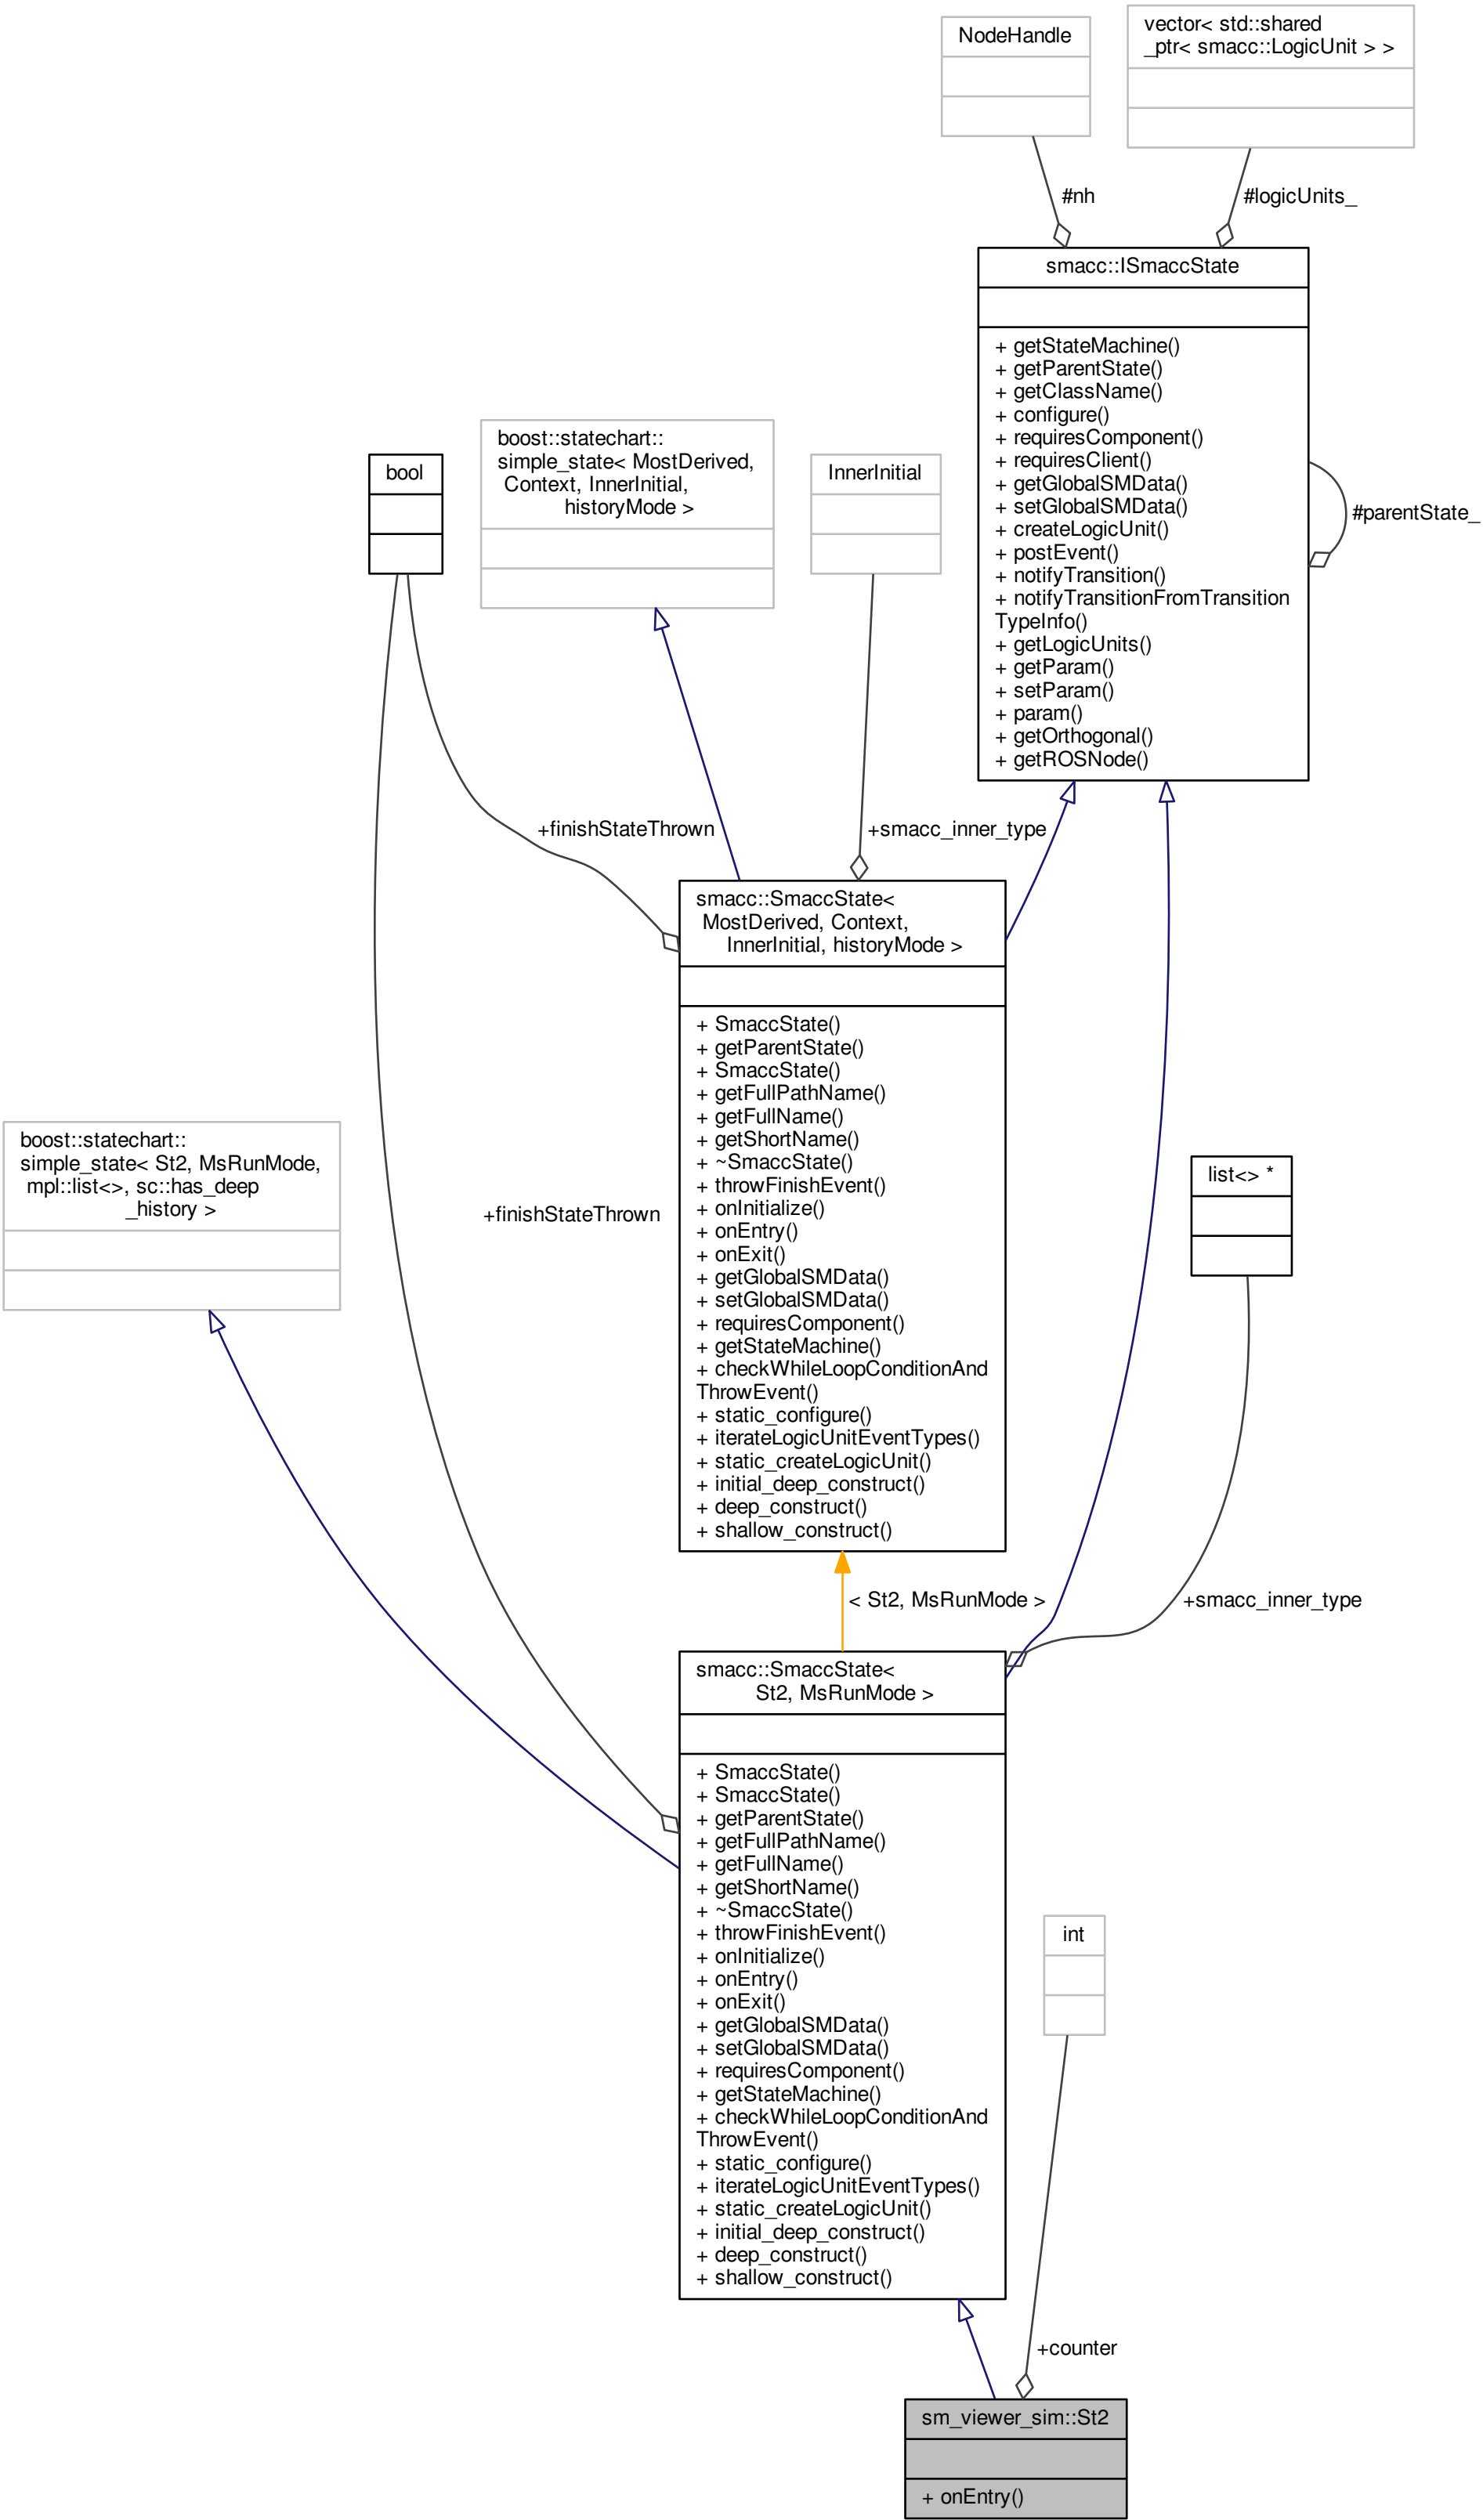 NodeHandle
vector< std::shared
_ptr< smacc::LogicUnit > >
#nh
#logicUnits_
smacc::ISmaccState
+ getStateMachine()
+ getParentState()
+ getClassName()
+ configure()
+ requiresComponent()
+ requiresClient()
+ getGlobalSMData()
+ setGlobalSMData()
+ createLogicUnit()
+ postEvent()
+ notifyTransition()
+ notifyTransitionFromTransition
TypeInfo()
+ getLogicUnits()
+ getParam()
+ setParam()
+ param()
+ getOrthogonal()
+ getROSNode()
#parentState_
bool
boost::statechart::
simple_state< MostDerived,
Context, InnerInitial,
historyMode >
InnerInitial
+finishStateThrown
+smacc_inner_type
smacc::SmaccState<
MostDerived, Context,
InnerInitial, historyMode >
+ SmaccState()
+ getParentState()
+ SmaccState()
+ getFullPathName()
+ getFullName()
+ getShortName()
+ ~SmaccState()
+ throwFinishEvent()
+ onInitialize()
+ onEntry()
+ onExit()
+ getGlobalSMData()
+ setGlobalSMData()
+ requiresComponent()
+ getStateMachine()
+ checkWhileLoopConditionAnd
ThrowEvent()
+ static_configure()
+ iterateLogicUnitEventTypes()
+ static_createLogicUnit()
+ initial_deep_construct()
+ deep_construct()
+ shallow_construct()
boost::statechart::
simple_state< St2, MsRunMode,
mpl::list<>, sc::has_deep
_history >
+finishStateThrown
list<> *
< St2, MsRunMode >
+smacc_inner_type
smacc::SmaccState<
St2, MsRunMode >
+ SmaccState()
+ SmaccState()
+ getParentState()
+ getFullPathName()
+ getFullName()
+ getShortName()
+ ~SmaccState()
+ throwFinishEvent()
+ onInitialize()
+ onEntry()
+ onExit()
+ getGlobalSMData()
+ setGlobalSMData()
+ requiresComponent()
+ getStateMachine()
+ checkWhileLoopConditionAnd
ThrowEvent()
+ static_configure()
+ iterateLogicUnitEventTypes()
+ static_createLogicUnit()
+ initial_deep_construct()
+ deep_construct()
+ shallow_construct()
int
+counter
sm_viewer_sim::St2
+ onEntry()